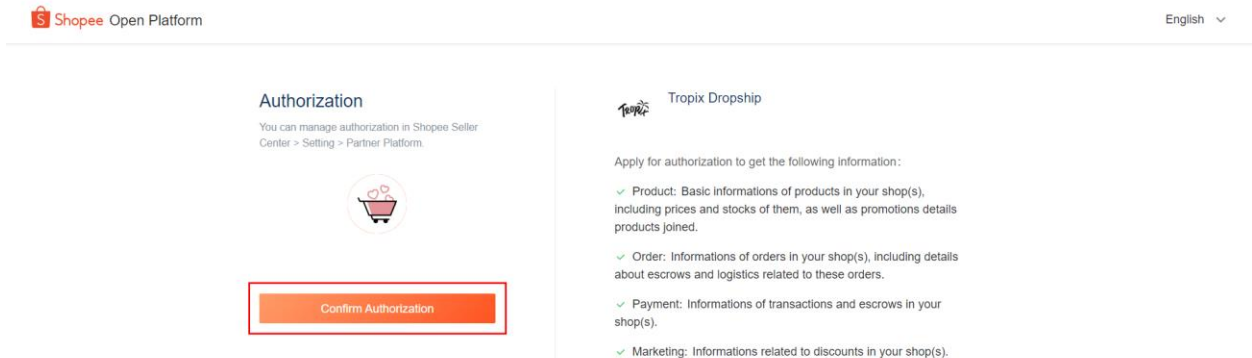 Shopee Open Platform
English
Authorization
You can manage authorization in Shopee Seller
Center > Setting > Partner Platform.
Confirm Authorization
TROPIX
Tropix Dropship
Apply for authorization to get the following information:
Product: Basic informations of products in your shop(s),
including prices and stocks of them, as well as promotions details
products joined.
Order: Informations of orders in your shop(s), including details
about escrows and logistics related to these orders.
Payment: Informations of transactions and escrows in your
shop(s).
Marketing: Informations related to discounts in your shop(s).